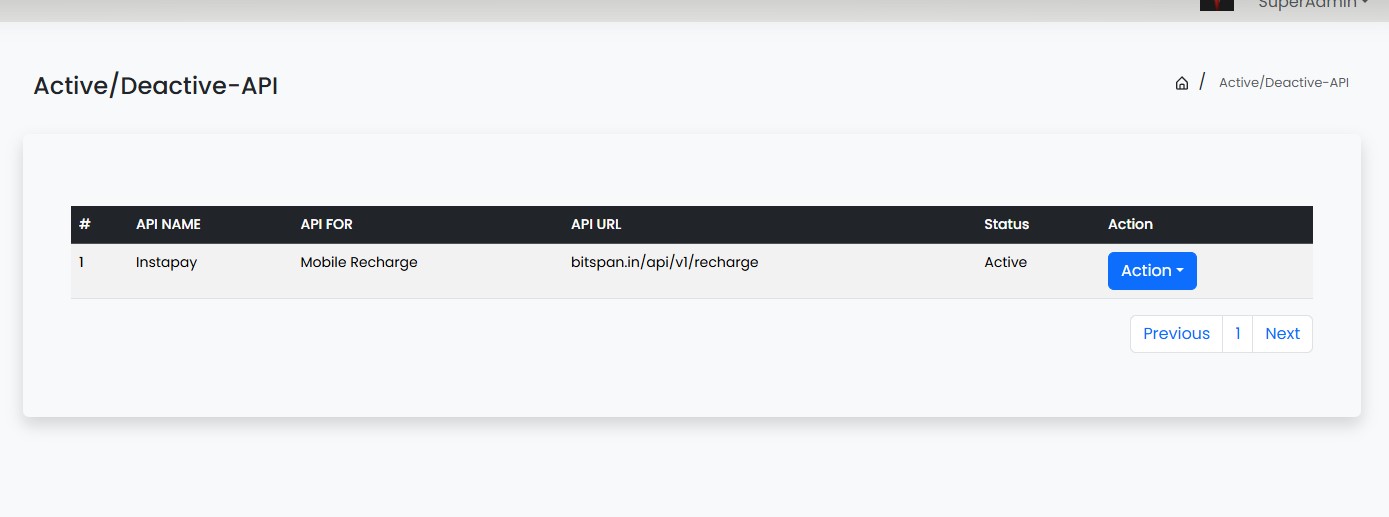 SuperAdmin
Active/Deactive-API
/ Active/Deactive-API
# API NAME API FOR API URL Status Action
1 Instapay Mobile Recharge bitspan.in/api/v1/recharge Active Action
Previous 1 Next